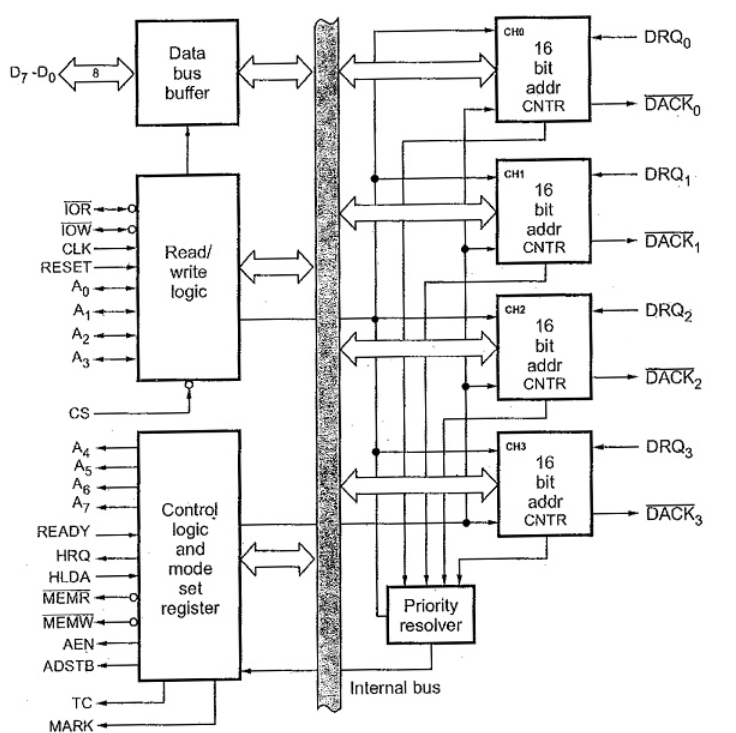 D7 -D0
8
Data
bus
buffer
IOR
IOW
CLK
RESET
A0
A1
A2
A3
Read/
write
logic
CS
A4
A5
A6
A7
READY
HRQ
HLDA
MEMR
MEMW
AEN
ADSTB
TC
MARK
Control
logic
and
mode
set
register
CH0
16
bit
addr
CNTR
DRQ0
DACK0
CH1
16
bit
addr
CNTR
DRQ1
DACK1
CH2
16
bit
addr
CNTR
DRQ2
DACK2
CH3
16
bit
addr
CNTR
DRQ3
DACK3
Priority
resolver
Internal bus